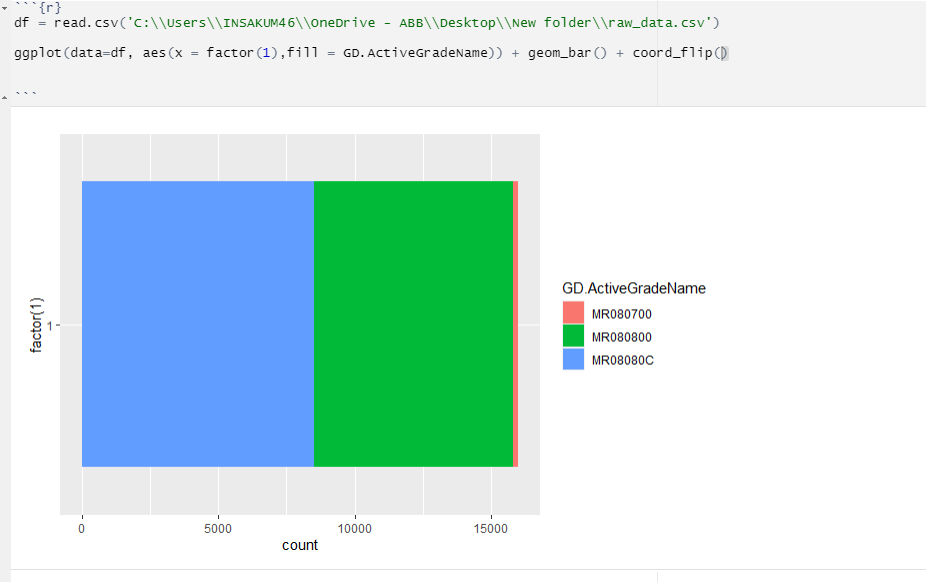 ```{r}
df = read.csv('C:\\Users\\INSAKUM46\\OneDrive - ABB\\Desktop\\New folder\\raw_data.csv')
ggplot(data=df, aes(x = factor(1),fill = GD.ActiveGradeName)) + geom_bar() + coord_flip()
```
factor(1)
1
0 5000 10000 15000
count
GD.ActiveGradeName
MR080700
MR080800
MR08080C